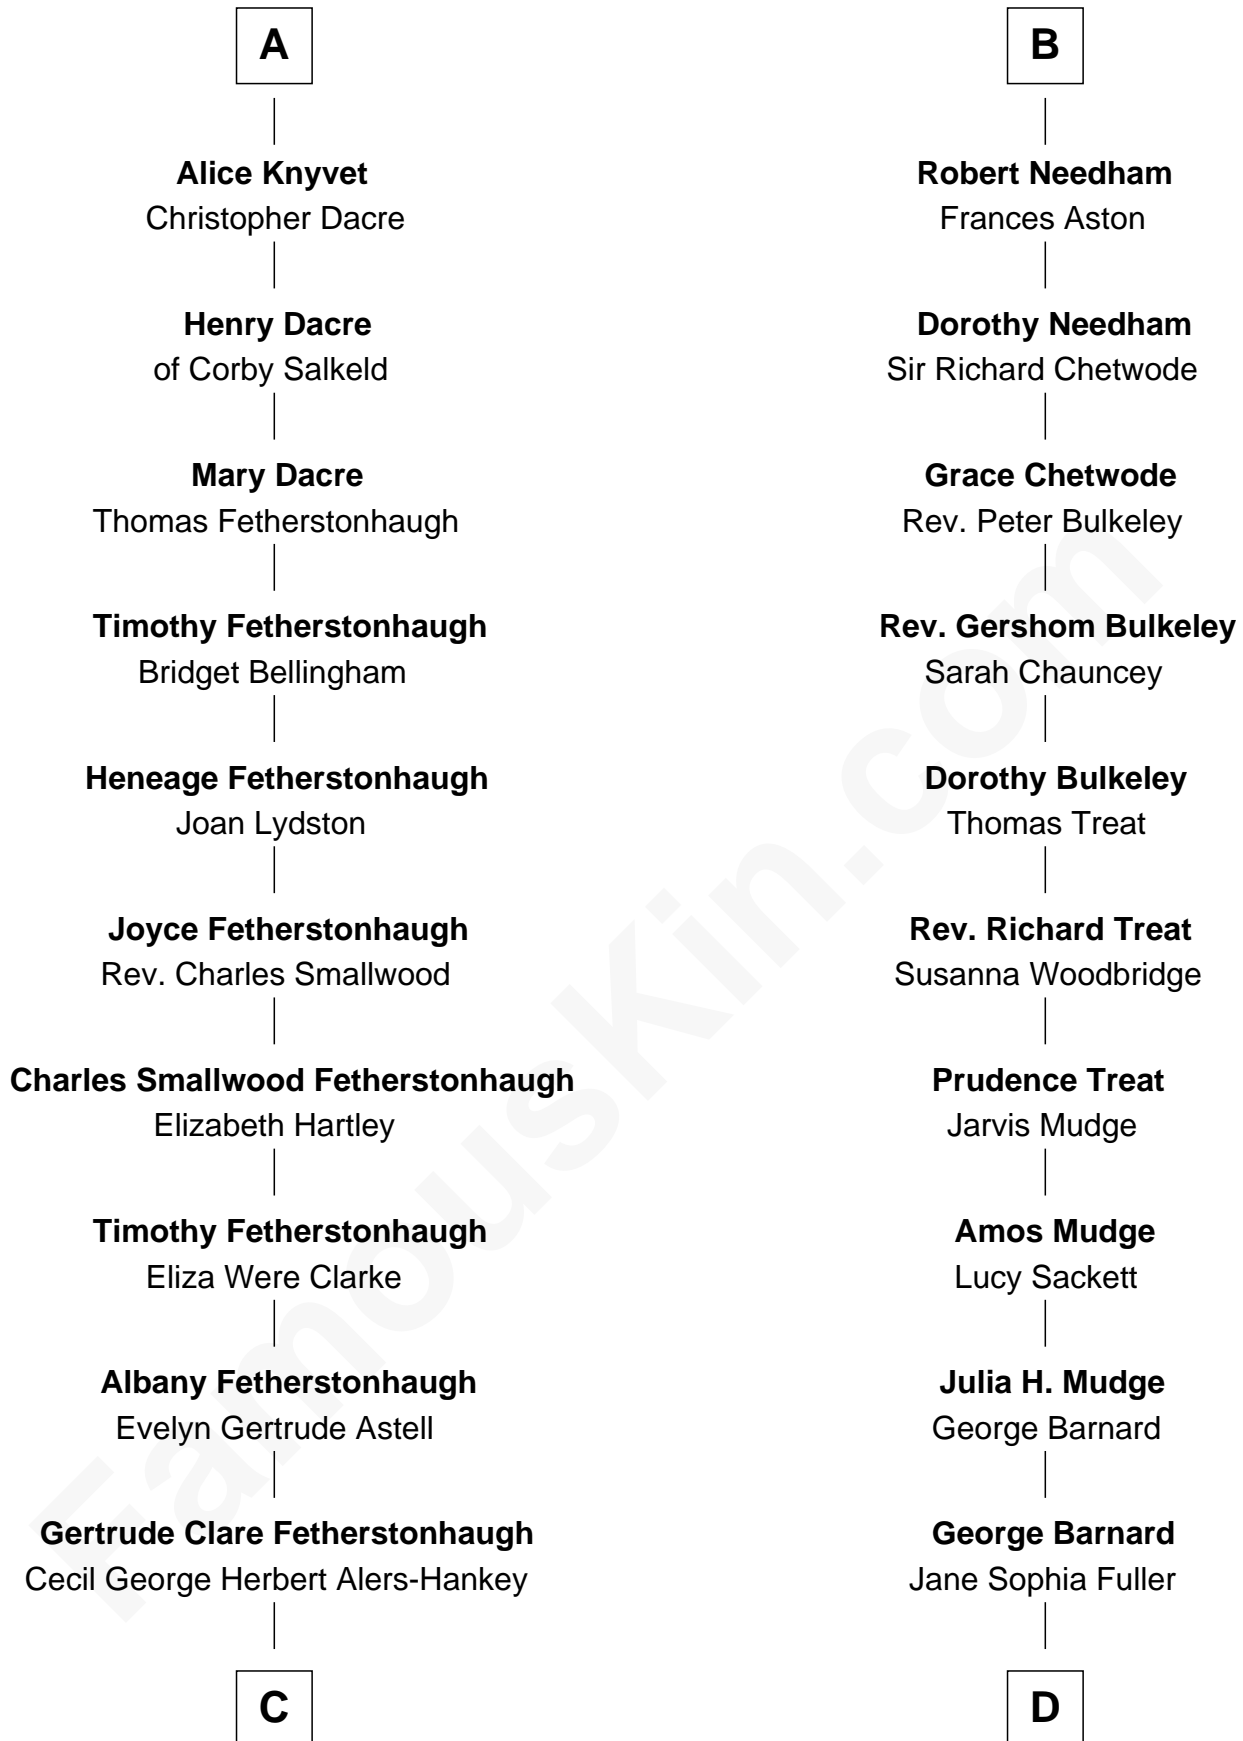 A
Alice Knyvet
Christopher Dacre
Henry Dacre
of Corby Salkeld
Mary Dacre
Thomas Fetherstonhaugh
Timothy Fetherstonhaugh
Bridget Bellingham
Heneage Fetherstonhaugh
Joan Lydston
Joyce Fetherstonhaugh
Rev. Charles Smallwood
Charles Smallwood Fetherstonhaugh
Elizabeth Hartley
Timothy Fetherstonhaugh
Eliza Were Clarke
Albany Fetherstonhaugh
Evelyn Gertrude Astell
Gertrude Clare Fetherstonhaugh
Cecil George Herbert Alers-Hankey
C
B
Robert Needham
Frances Aston
Dorothy Needham
Sir Richard Chetwode
Grace Chetwode
Rev. Peter Bulkeley
Rev. Gershom Bulkeley
Sarah Chauncey
Dorothy Bulkeley
Thomas Treat
Rev. Richard Treat
Susanna Woodbridge
Prudence Treat
Jarvis Mudge
Amos Mudge
Lucy Sackett
Julia H. Mudge
George Barnard
George Barnard
Jane Sophia Fuller
D
FamousKin.com